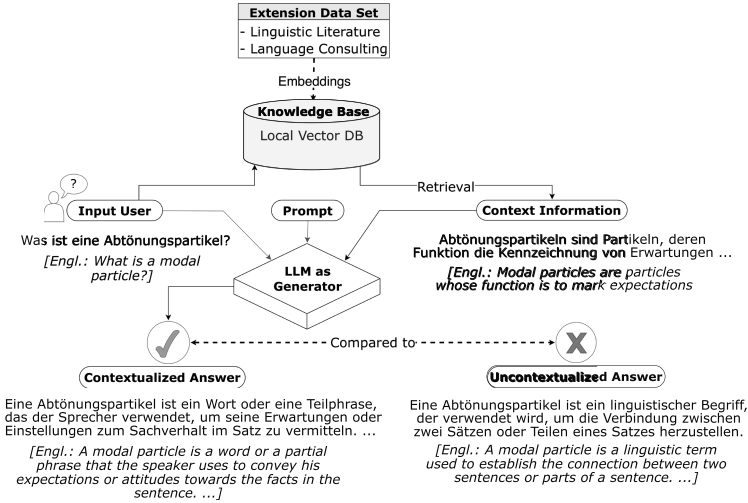 Extension Data Set
- Linguistic Literature
- Language Consulting
Embeddings
Knowledge Base
Local Vector DB
Retrieval
?
Input User
Prompt
Context Information
Was ist eine Abtönungspartikel?
[Engl.: What is a modal
particle?]
Abtönungspartikeln sind Partikeln, deren
Funktion die Kennzeichnung von Erwartungen ...
[Engl.: Modal particles are particles
whose function is to mark expectations
LLM as
Generator
Compared to
Contextualized Answer
Uncontextualized Answer
Eine Abtönungspartikel ist ein Wort oder eine Teilphrase,
das der Sprecher verwendet, um seine Erwartungen oder
Einstellungen zum Sachverhalt im Satz zu vermitteln. ...
[Engl.: A modal particle is a word or a partial
phrase that the speaker uses to convey his
expectations or attitudes towards the facts in the
sentence. ...]
Eine Abtönungspartikel ist ein linguistischer Begriff,
der verwendet wird, um die Verbindung zwischen
zwei Sätzen oder Teilen eines Satzes herzustellen.
[Engl.: A modal particle is a linguistic term
used to establish the connection between two
sentences or parts of a sentence. ...]